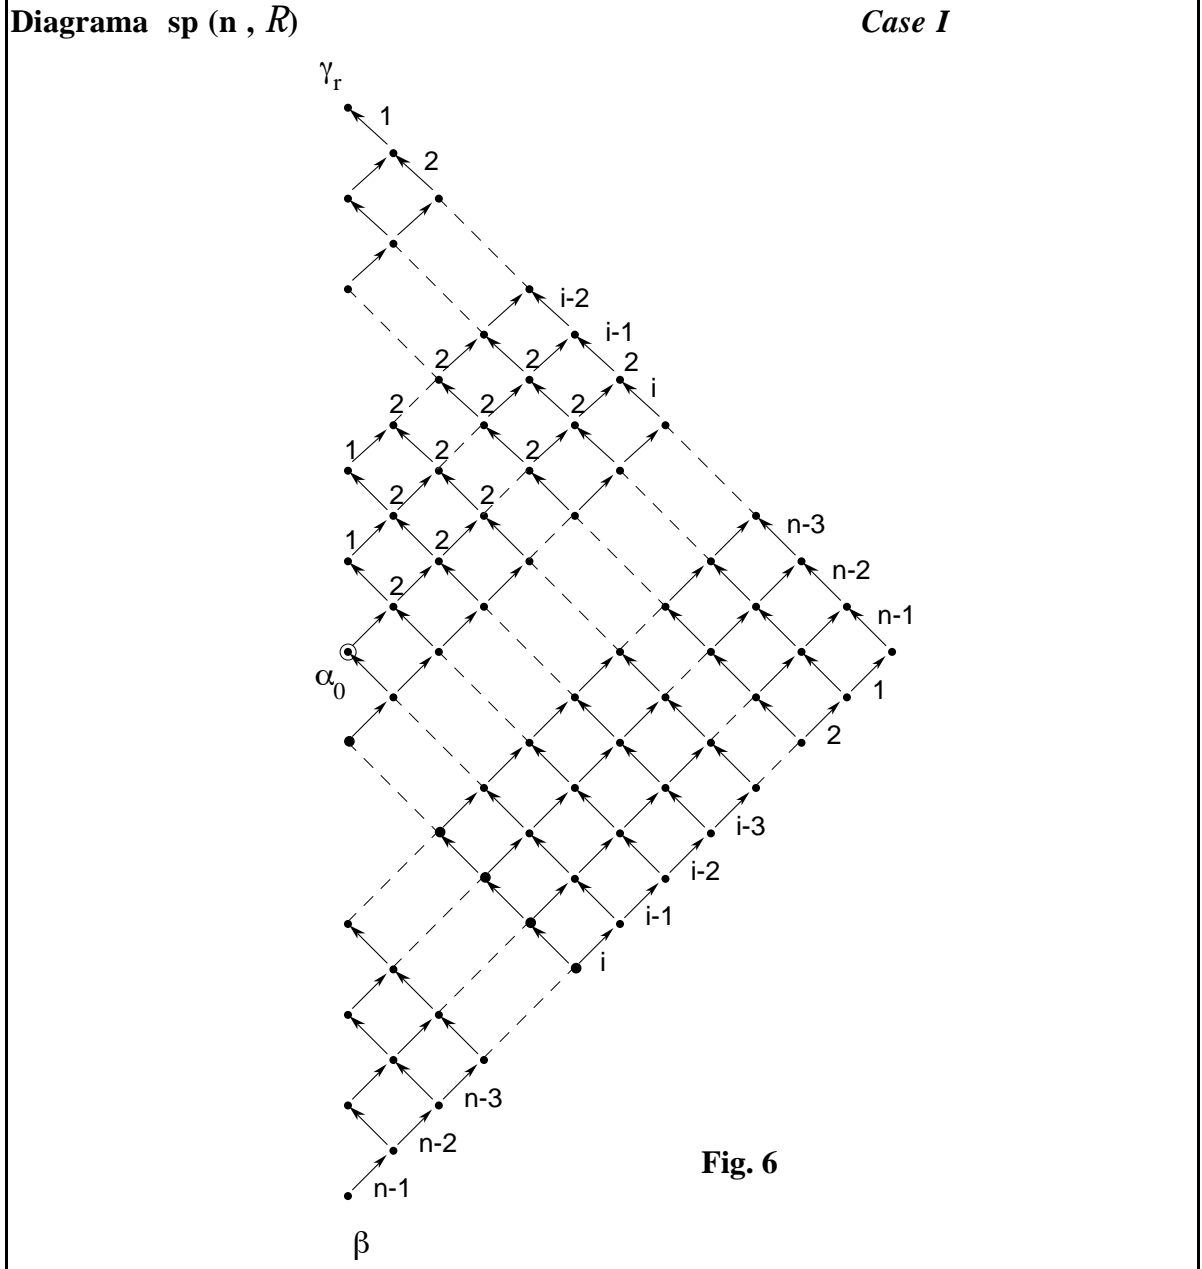 Diagrama sp (n , R) Case I
γr
1
2
i-2
i-1
2
i
2 2
2 2 2
1 2 2
2 2
n-3
1 2
n-2
2
n-1
α0
1
2
i-3
i-2
i-1
i
n-3
n-2
Fig. 6
n-1
β